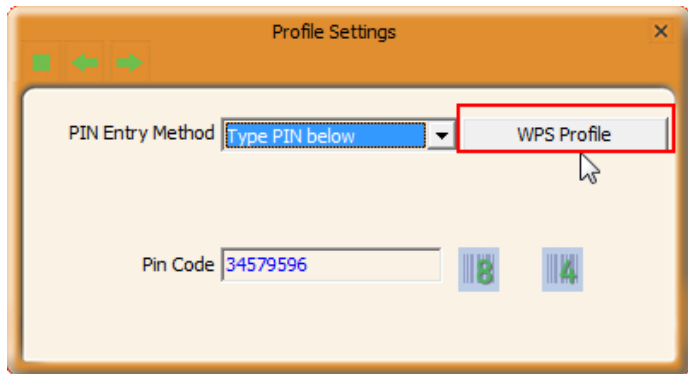 Profile Settings
PIN Entry Method Type PIN below WPS Profile
Pin Code 34579596 8 4